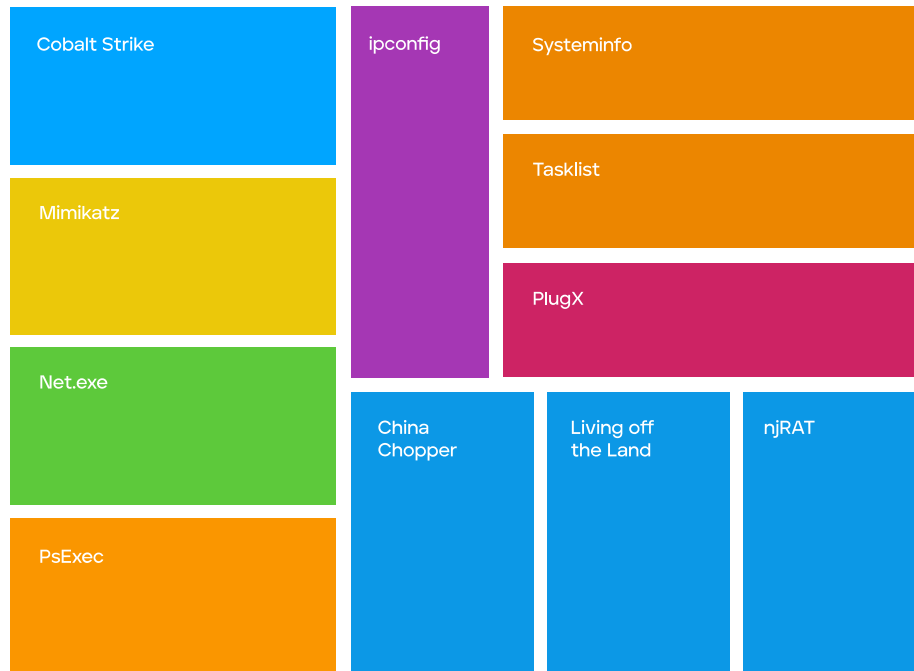 Cobalt Strike
Mimikatz
Net.exe
PsExec
ipconfig
Systeminfo
Tasklist
PlugX
China
Chopper
Living off
the Land
njRAT